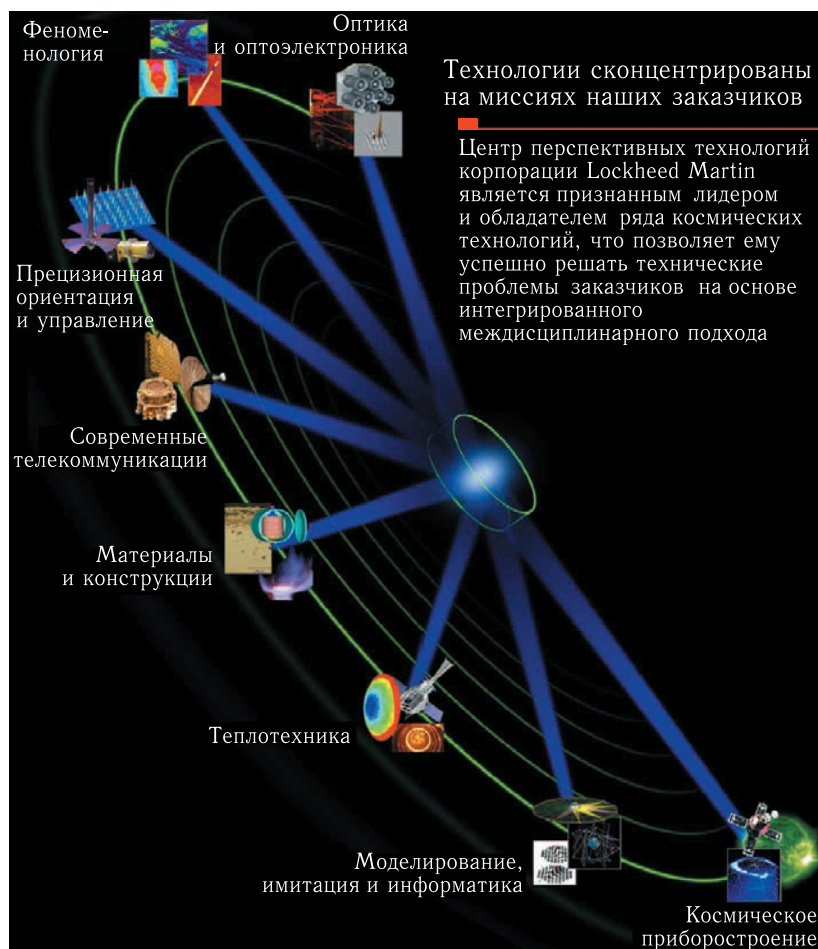 Феноме-
нология
Оптика
и оптоэлектроника
Технологии сконцентрированы
на миссиях наших заказчиков
Центр перспективных технологий
корпорации Lockheed Martin
является признанным лидером
и обладателем ряда космических
технологий, что позволяет ему
успешно решать технические
проблемы заказчиков на основе
интегрированного
междисциплинарного подхода
Прецизионная
ориентация
и управление
Современные
телекоммуникации
Материалы
и конструкции
Теплотехника
Моделирование,
имитация и информатика
Космическое
приборостроение